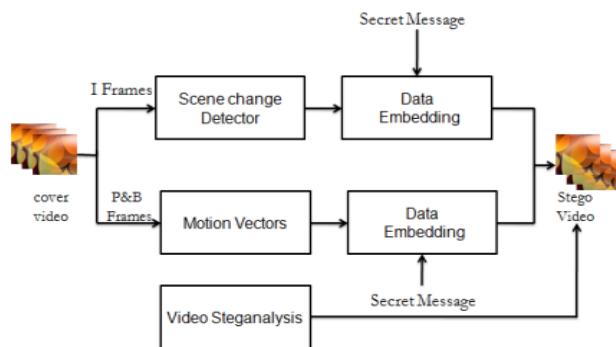 Secret Message
I Frames
Scene change
Detector
Data
Embedding
cover
video
P&B
Frames
Motion Vectors
Data
Embedding
Stego
Video
Secret Message
Video Steganalysis